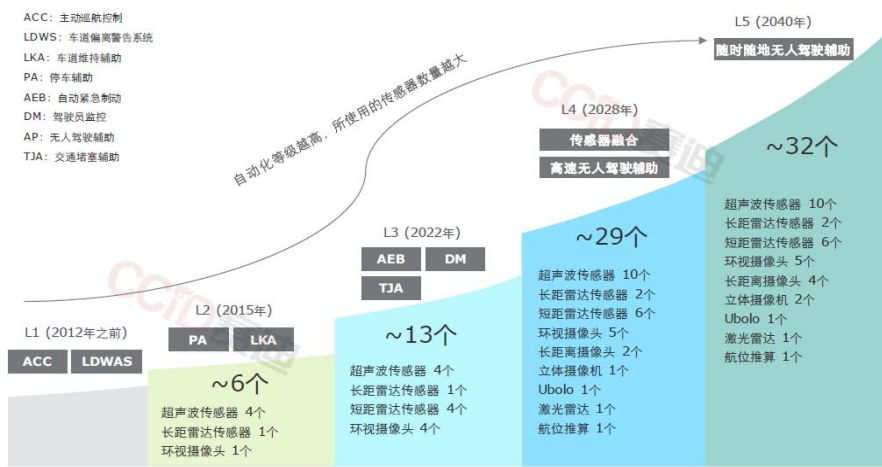 ACC：主动巡航控制
LDWS：车道偏离警告系统
LKA：车道维持辅助
PA：停车辅助
AEB：自动紧急制动
DM：驾驶员监控
AP：无人驾驶辅助
TJA：交通堵塞辅助
自动化等级越高，所使用的传感器数量越大
L1 (2012年之前)
ACC
LDWAS
L2 (2015年)
PA
LKA
~6个
超声波传感器 4个
长距雷达传感器 1个
环视摄像头 1个
L3 (2022年)
AEB
DM
TJA
~13个
超声波传感器 4个
长距雷达传感器 1个
短距雷达传感器 4个
环视摄像头 4个
L4 (2028年)
传感器融合
高速无人驾驶辅助
~29个
超声波传感器 10个
长距雷达传感器 2个
短距雷达传感器 6个
环视摄像头 5个
长距离摄像头 2个
立体摄像机 1个
Ubolo 1个
激光雷达 1个
航位推算 1个
L5 (2040年)
随时随地无人驾驶辅助
~32个
超声波传感器 10个
长距雷达传感器 2个
短距雷达传感器 6个
环视摄像头 5个
长距离摄像头 4个
立体摄像机 2个
Ubolo 1个
激光雷达 1个
航位推算 1个
CCiD赛迪
CCiD赛迪